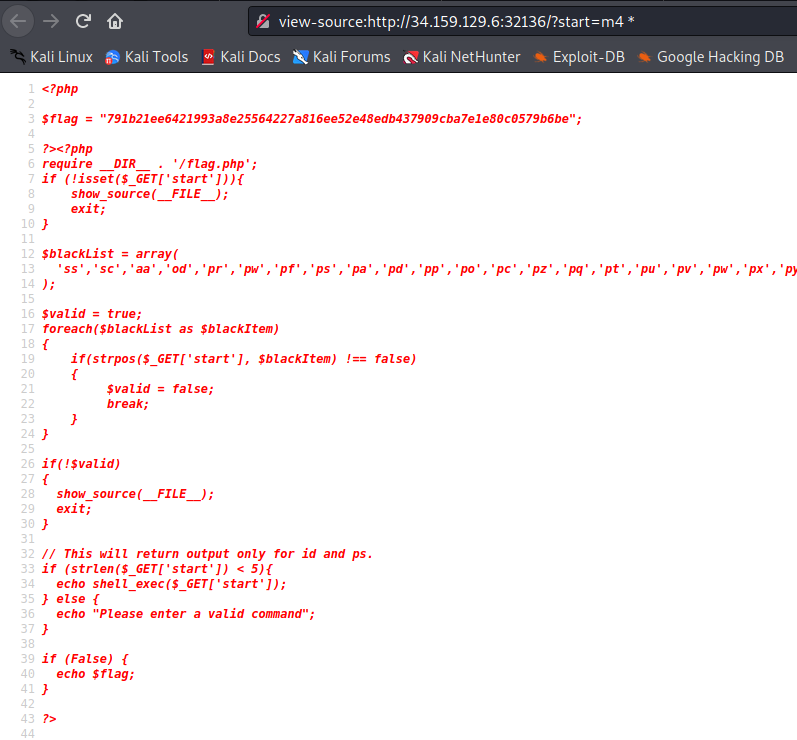 view-source:http://34.159.129.6:32136/?start=m4 *
Kali Linux Kali Tools Kali Docs Kali Forums Kali NetHunter Exploit-DB Google Hacking DB
1 <?php
2
3 $flag = "791b21ee6421993a8e25564227a816ee52e48edb437909cba7e1e80c0579b6be";
4
5 ?><?php
6 require __DIR__ . '/flag.php';
7 if (!isset($_GET['start'])){
8     show_source(__FILE__);
9     exit;
10 }
11
12 $blackList = array(
13   'ss','sc','aa','od','pr','pw','pf','ps','pa','pd','pp','po','pc','pz','pq','pt','pu','pv','pw','px','py
14 );
15
16 $valid = true;
17 foreach($blackList as $blackItem)
18 {
19     if(strpos($_GET['start'], $blackItem) !== false)
20     {
21          $valid = false;
22          break;
23     }
24 }
25
26 if(!$valid)
27 {
28   show_source(__FILE__);
29   exit;
30 }
31
32 // This will return output only for id and ps.
33 if (strlen($_GET['start']) < 5){
34   echo shell_exec($_GET['start']);
35 } else {
36   echo "Please enter a valid command";
37 }
38
39 if (False) {
40   echo $flag;
41 }
42
43 ?>
44